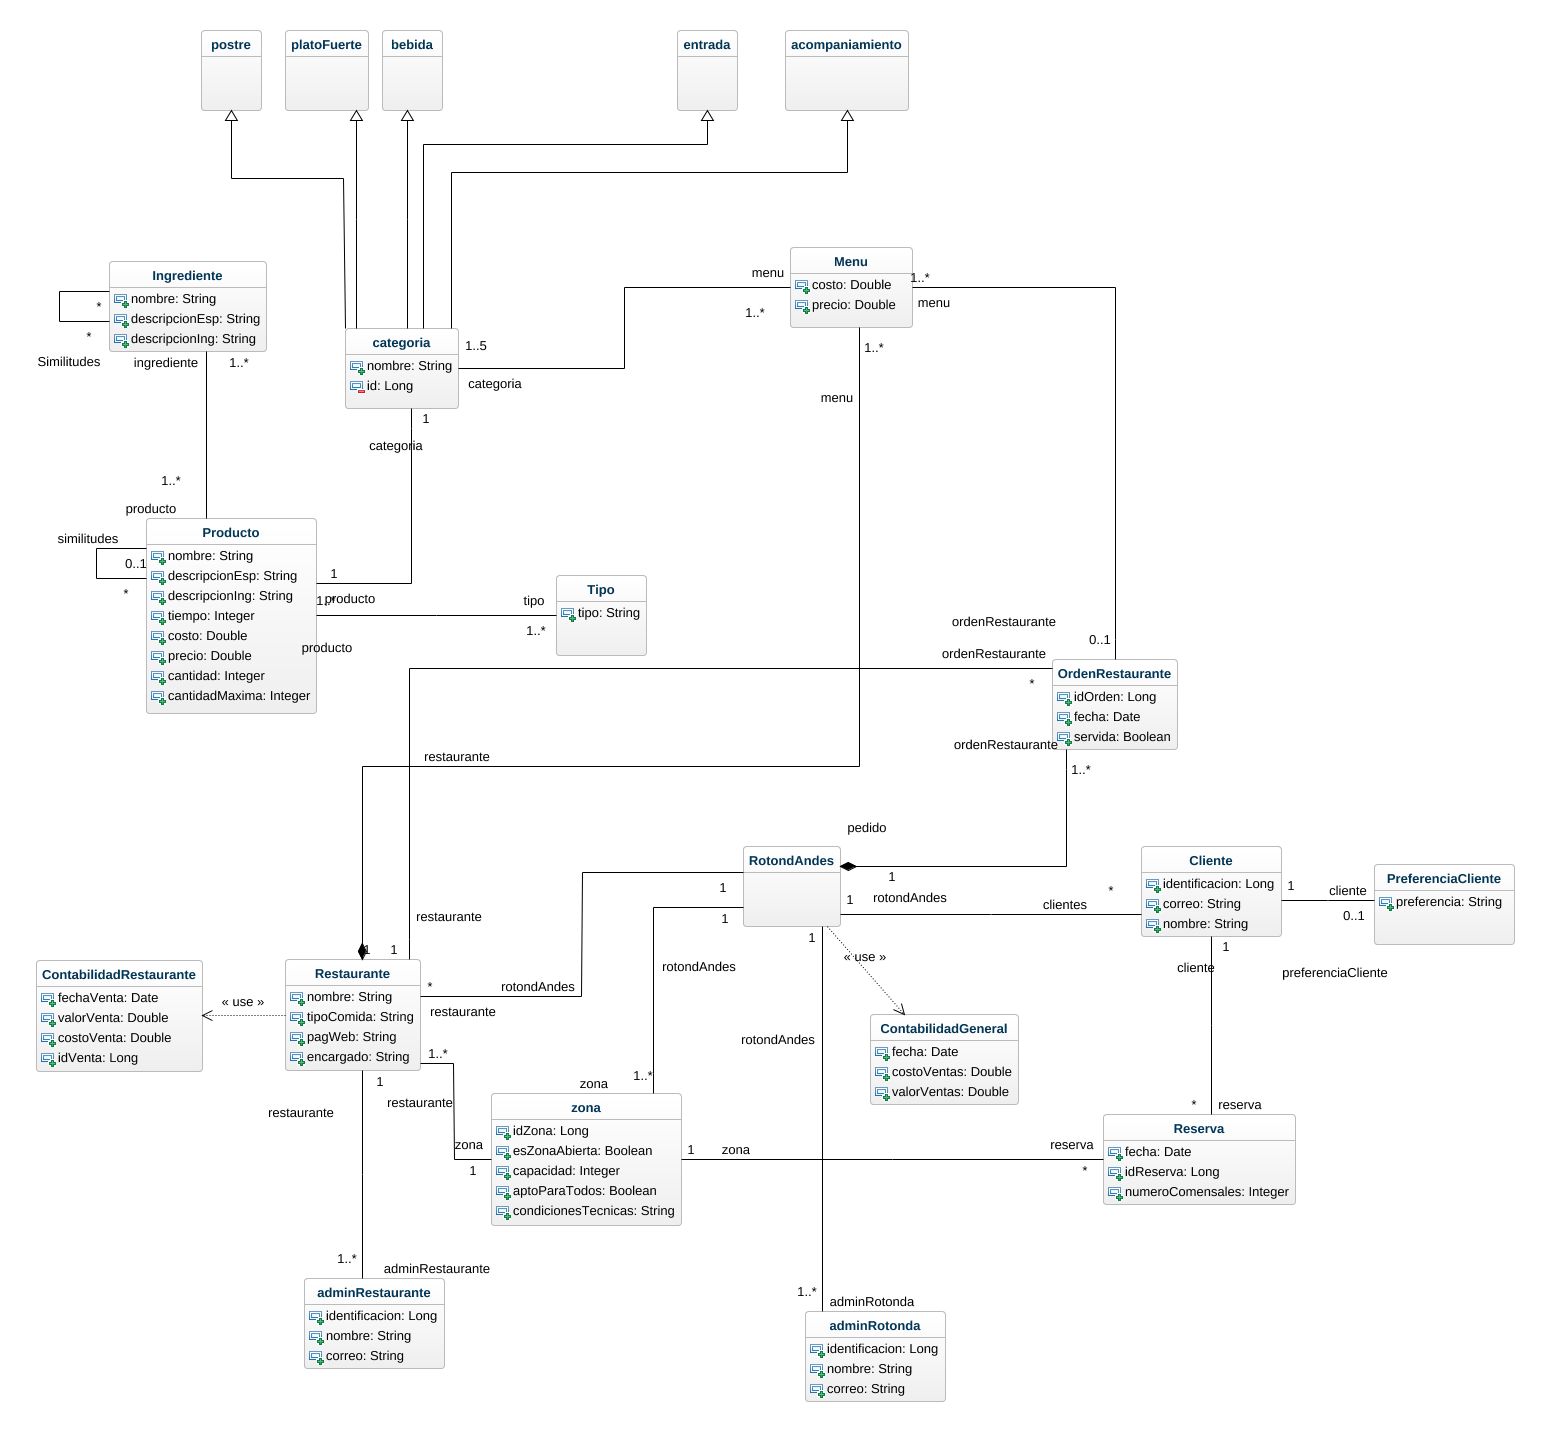 postre
platoFuerte
bebida
entrada
acompaniamiento
Ingrediente
nombre: String
descripcionEsp: String
descripcionIng: String
*
*
Similitudes
ingrediente
1..*
categoria
nombre: String
id: Long
1..5
categoria
1
categoria
Menu
costo: Double
precio: Double
menu
1..*
1..*
menu
1..*
menu
1..*
producto
Producto
nombre: String
descripcionEsp: String
descripcionIng: String
tiempo: Integer
costo: Double
precio: Double
cantidad: Integer
cantidadMaxima: Integer
similitudes
0..1
*
1
producto
1..*
producto
tipo
1..*
Tipo
tipo: String
ordenRestaurante
0..1
ordenRestaurante
*
OrdenRestaurante
idOrden: Long
fecha: Date
servida: Boolean
ordenRestaurante
1..*
restaurante
pedido
1
RotondAndes
1
1
1
rotondAndes
1
clientes
*
Cliente
identificacion: Long
correo: String
nombre: String
1
cliente
0..1
PreferenciaCliente
preferencia: String
preferenciaCliente
1
cliente
restaurante
1
1
ContabilidadRestaurante
fechaVenta: Date
valorVenta: Double
costoVenta: Double
idVenta: Long
« use »
Restaurante
nombre: String
tipoComida: String
pagWeb: String
encargado: String
*
restaurante
rotondAndes
rotondAndes
« use »
rotondAndes
ContabilidadGeneral
fecha: Date
costoVentas: Double
valorVentas: Double
1..*
restaurante
1
restaurante
zona
1
zona
1..*
zona
idZona: Long
esZonaAbierta: Boolean
capacidad: Integer
aptoParaTodos: Boolean
condicionesTecnicas: String
1
zona
reserva
*
*
reserva
Reserva
fecha: Date
idReserva: Long
numeroComensales: Integer
1..*
adminRestaurante
adminRestaurante
identificacion: Long
nombre: String
correo: String
1..*
adminRotonda
adminRotonda
identificacion: Long
nombre: String
correo: String